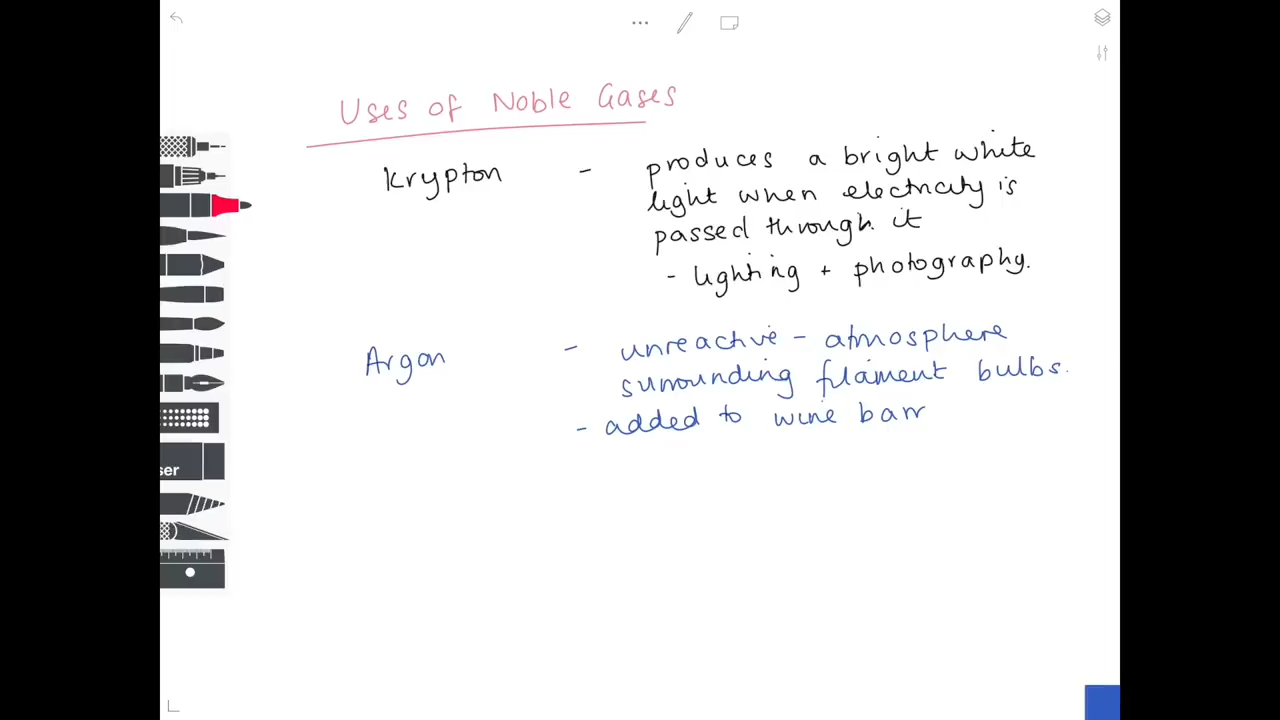 Uses of Noble Gases
Krypton - produces a bright white
light when electricity is
passed through it
- lighting + photography.
Argon - unreactive - atmosphere
surrounding filament bulbs.
- added to wine barr
ser